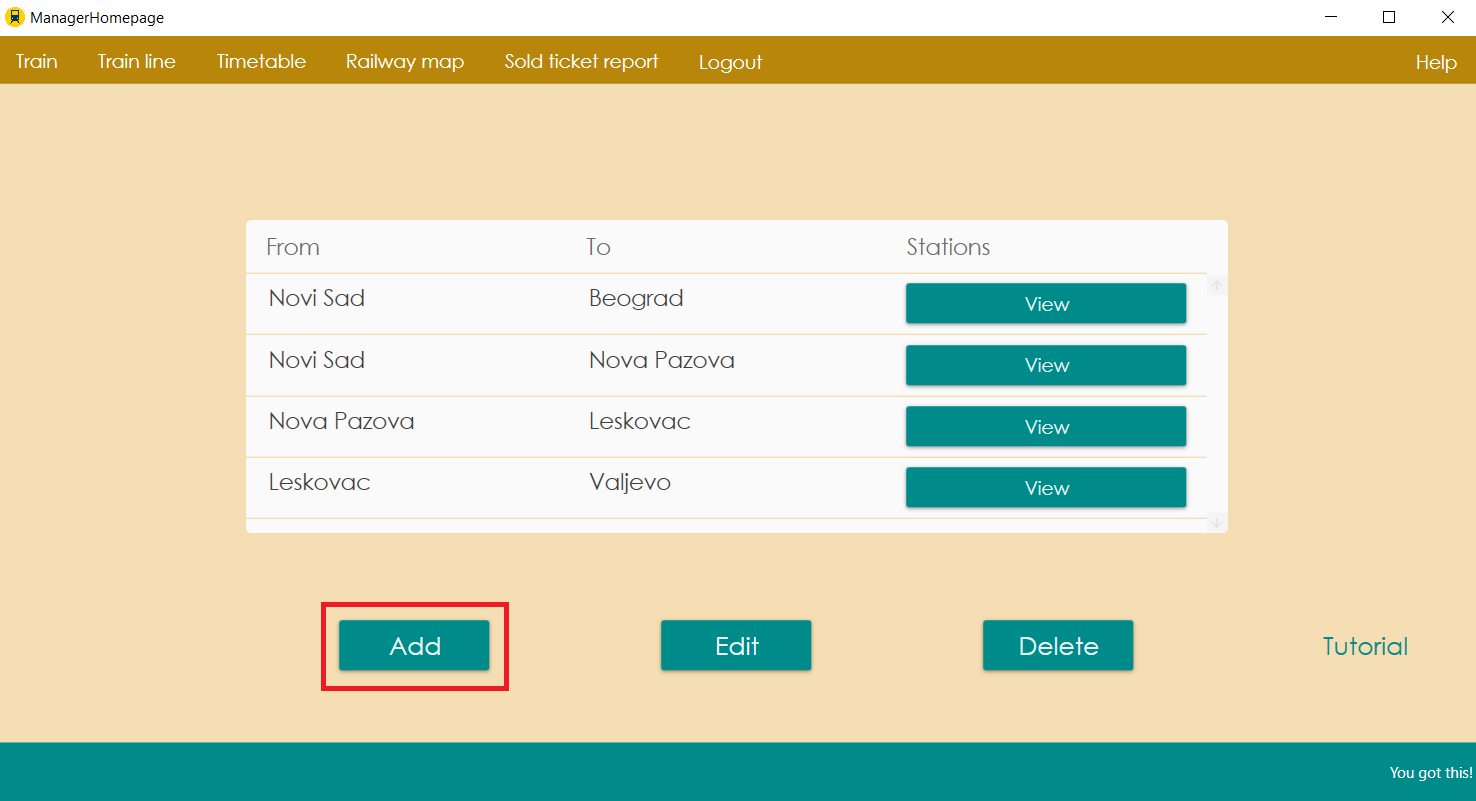 ManagerHomepage
Train Train line Timetable Railway map Sold ticket report Logout Help
From To Stations
Novi Sad Beograd View
Novi Sad Nova Pazova View
Nova Pazova Leskovac View
Leskovac Valjevo View
Add Edit Delete Tutorial
You got this!